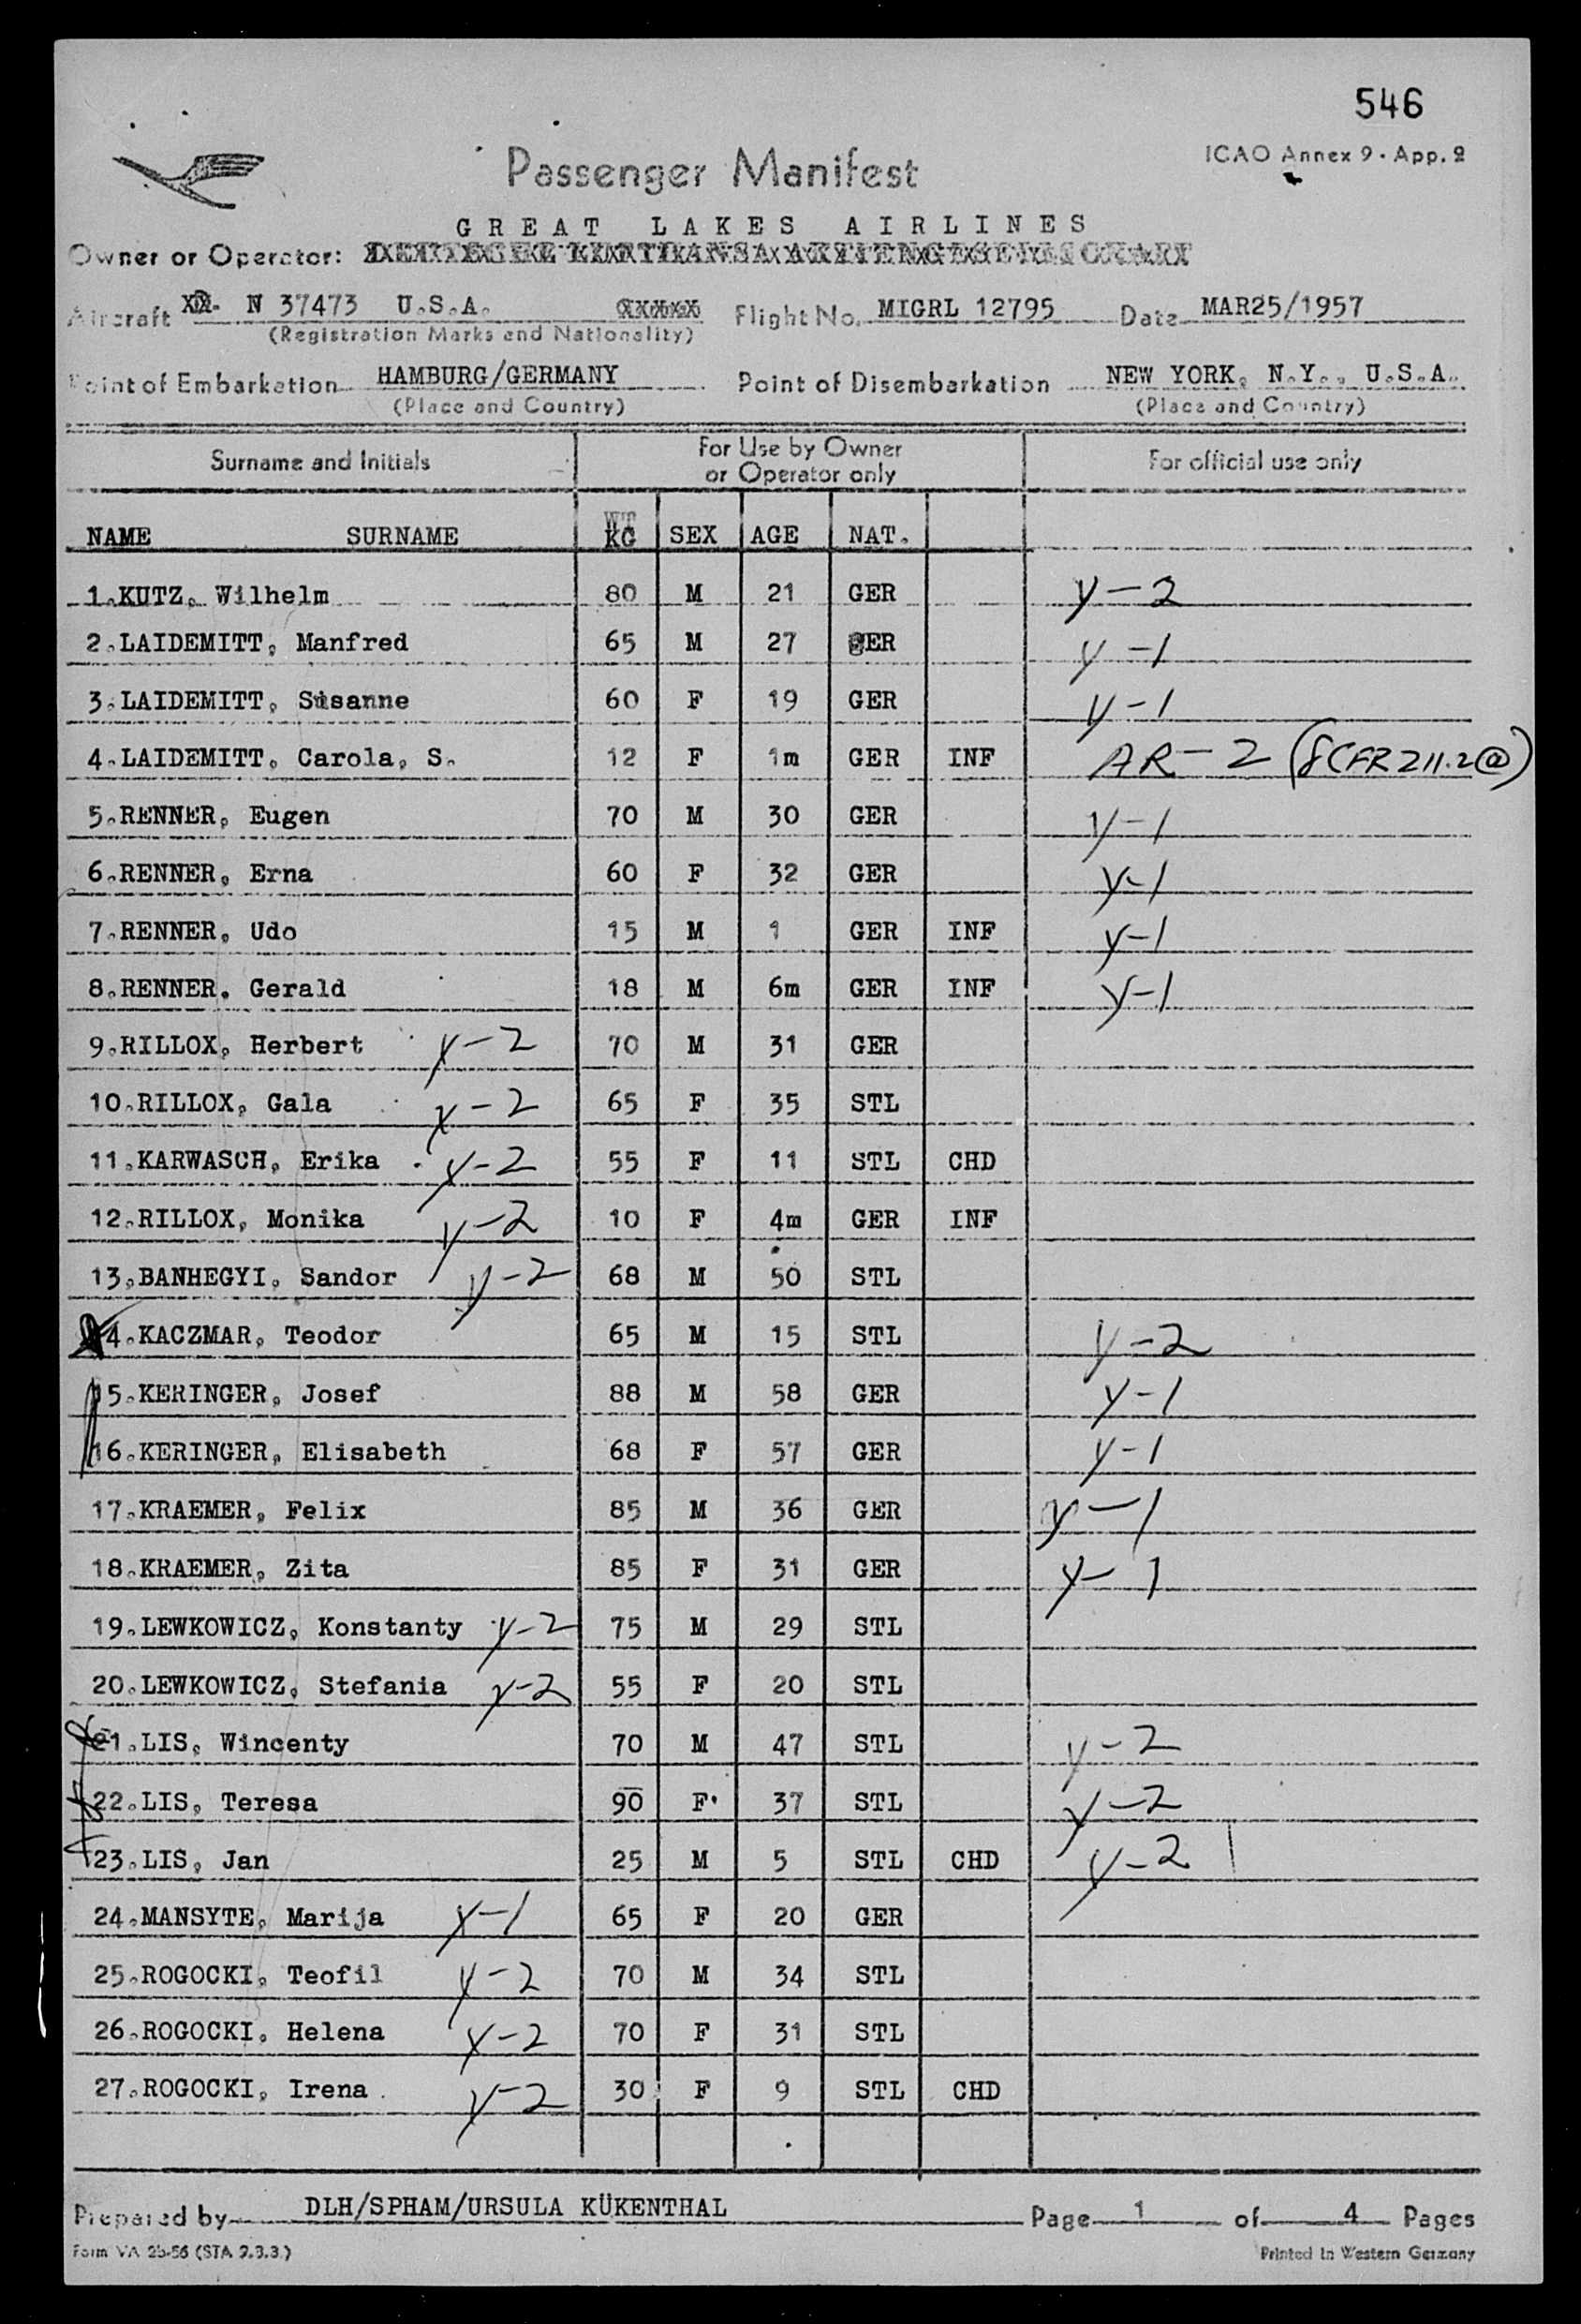 546
ICAO Annex 9 · App. 2
Passenger Manifest
GREAT LAKES AIRLINES
Owner or Operator: DEUTSCHE LUFTHANSA AKTIENGESELLSCHAFT
Aircraft N 37473 U.S.A. Flight No. MIGRL 12795 Date MAR25/1957
(Registration Marks and Nationality)
Point of Embarkation HAMBURG/GERMANY Point of Disembarkation NEW YORK, N.Y., U.S.A.
(Place and Country) (Place and Country)
Surname and Initials For Use by Owner or Operator only For official use only
NAME SURNAME WT KG SEX AGE NAT.
1.KUTZ, Wilhelm 80 M 21 GER y-2
2.LAIDEMITT, Manfred 65 M 27 GER y-1
3.LAIDEMITT, Susanne 60 F 19 GER y-1
4.LAIDEMITT, Carola, S. 12 F 1m GER INF AR-2 (8CFR 211.2(a))
5.RENNER, Eugen 70 M 30 GER y-1
6.RENNER, Erna 60 F 32 GER y-1
7.RENNER, Udo 15 M 1 GER INF y-1
8.RENNER. Gerald 18 M 6m GER INF y-1
9.RILLOX, Herbert y-2 70 M 31 GER
10.RILLOX, Gala y-2 65 F 35 STL
11.KARWASCH, Erika y-2 55 F 11 STL CHD
12.RILLOX, Monika y-2 10 F 4m GER INF
13.BANHEGYI, Sandor y-2 68 M 50 STL
14.KACZMAR, Teodor 65 M 15 STL y-2
15.KERINGER, Josef 88 M 58 GER y-1
16.KERINGER, Elisabeth 68 F 57 GER y-1
17.KRAEMER, Felix 85 M 36 GER y-1
18.KRAEMER, Zita 85 F 31 GER y-1
19.LEWKOWICZ, Konstanty y-2 75 M 29 STL
20.LEWKOWICZ, Stefania y-2 55 F 20 STL
21.LIS, Wincenty 70 M 47 STL y-2
22.LIS, Teresa 90 F 37 STL y-2
23.LIS, Jan 25 M 5 STL CHD y-2
24.MANSYTE, Marija y-1 65 F 20 GER
25.ROGOCKI, Teofil y-2 70 M 34 STL
26.ROGOCKI, Helena y-2 70 F 31 STL
27.ROGOCKI, Irena y-2 30 F 9 STL CHD
Prepared by DLH/SPHAM/URSULA KÜKENTHAL Page 1 of 4 Pages
Form VA 2b-56 (STA 2.3.3.) Printed in Western Germany